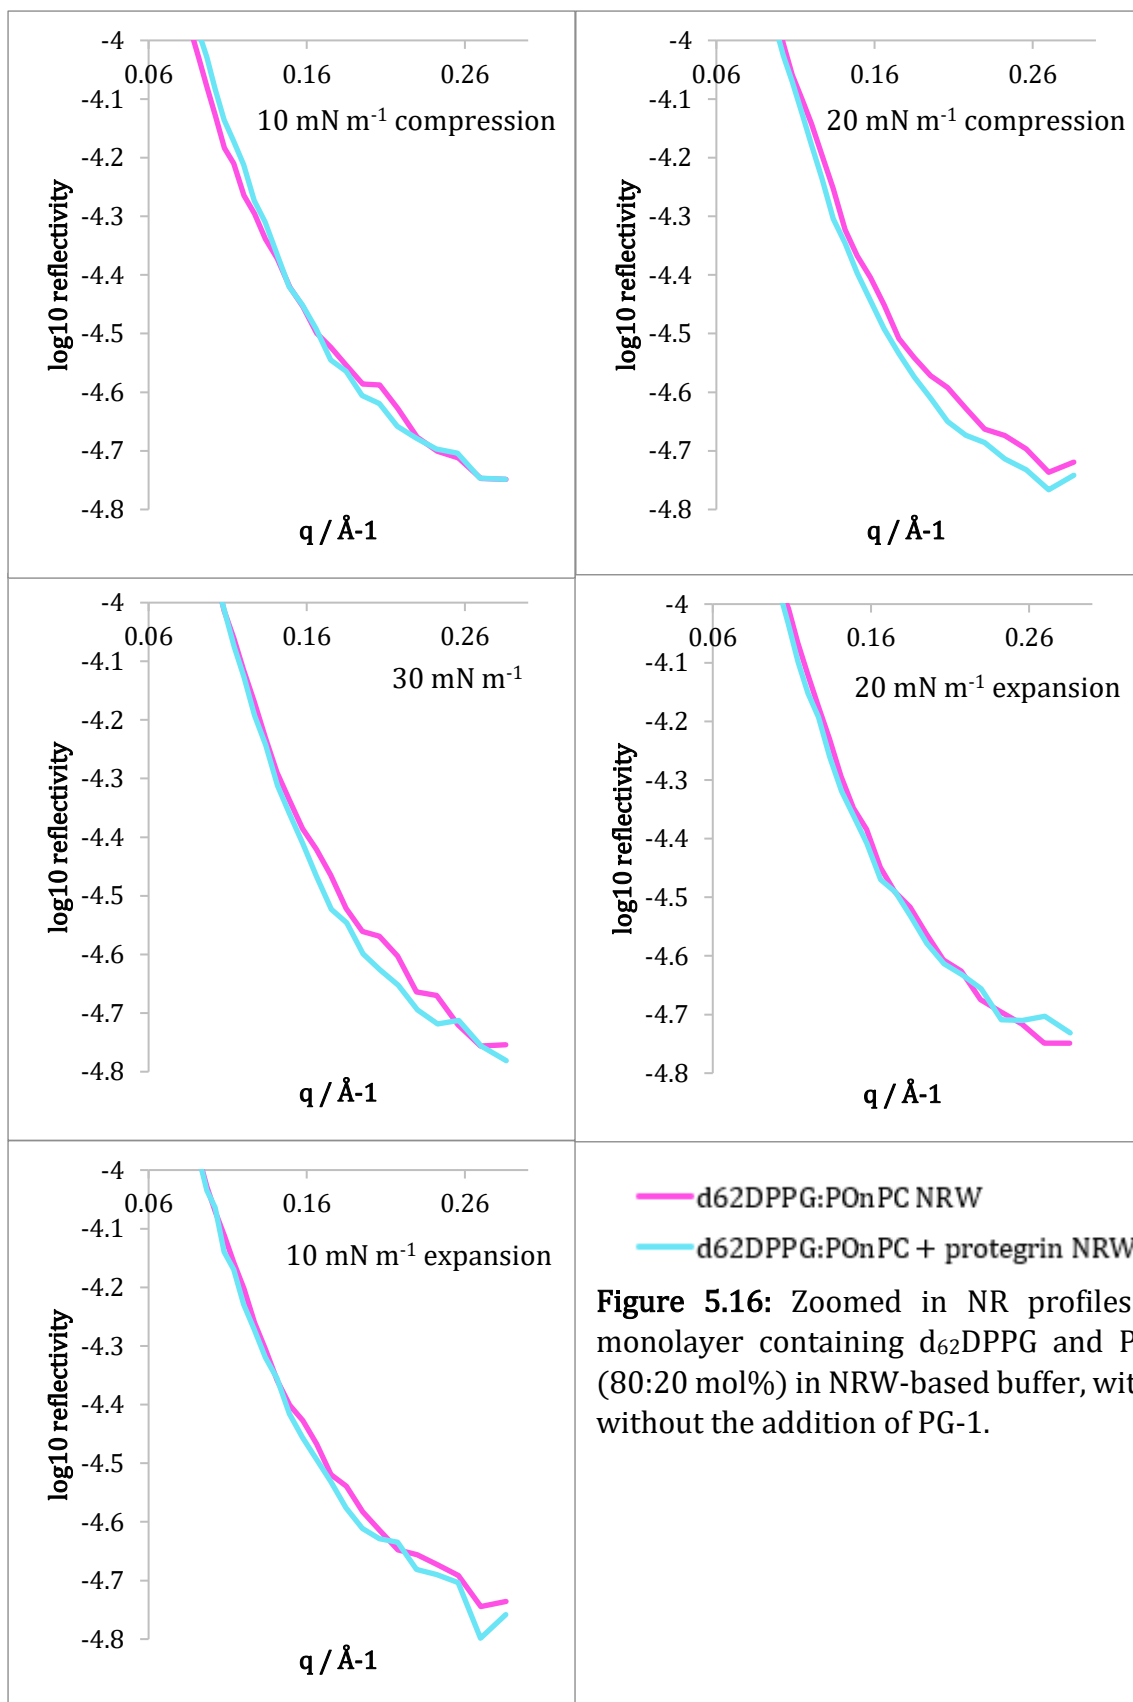 -4
0.06 0.16 0.26
-4.1
10 mN m-1 compression
-4.2
-4.3
-4.4
-4.5
-4.6
-4.7
-4.8
log10 reflectivity
q / Å-1
-4
0.06 0.16 0.26
-4.1
20 mN m-1 compression
-4.2
-4.3
-4.4
-4.5
-4.6
-4.7
-4.8
log10 reflectivity
q / Å-1
-4
0.06 0.16 0.26
-4.1
30 mN m-1
-4.2
-4.3
-4.4
-4.5
-4.6
-4.7
-4.8
log10 reflectivity
q / Å-1
-4
0.06 0.16 0.26
-4.1
20 mN m-1 expansion
-4.2
-4.3
-4.4
-4.5
-4.6
-4.7
-4.8
log10 reflectivity
q / Å-1
-4
0.06 0.16 0.26
-4.1
10 mN m-1 expansion
-4.2
-4.3
-4.4
-4.5
-4.6
-4.7
-4.8
log10 reflectivity
q / Å-1
d62DPPG:POnPC NRW
d62DPPG:POnPC + protegrin NRW
Figure 5.16: Zoomed in NR profiles
monolayer containing d62DPPG and P
(80:20 mol%) in NRW-based buffer, wit
without the addition of PG-1.